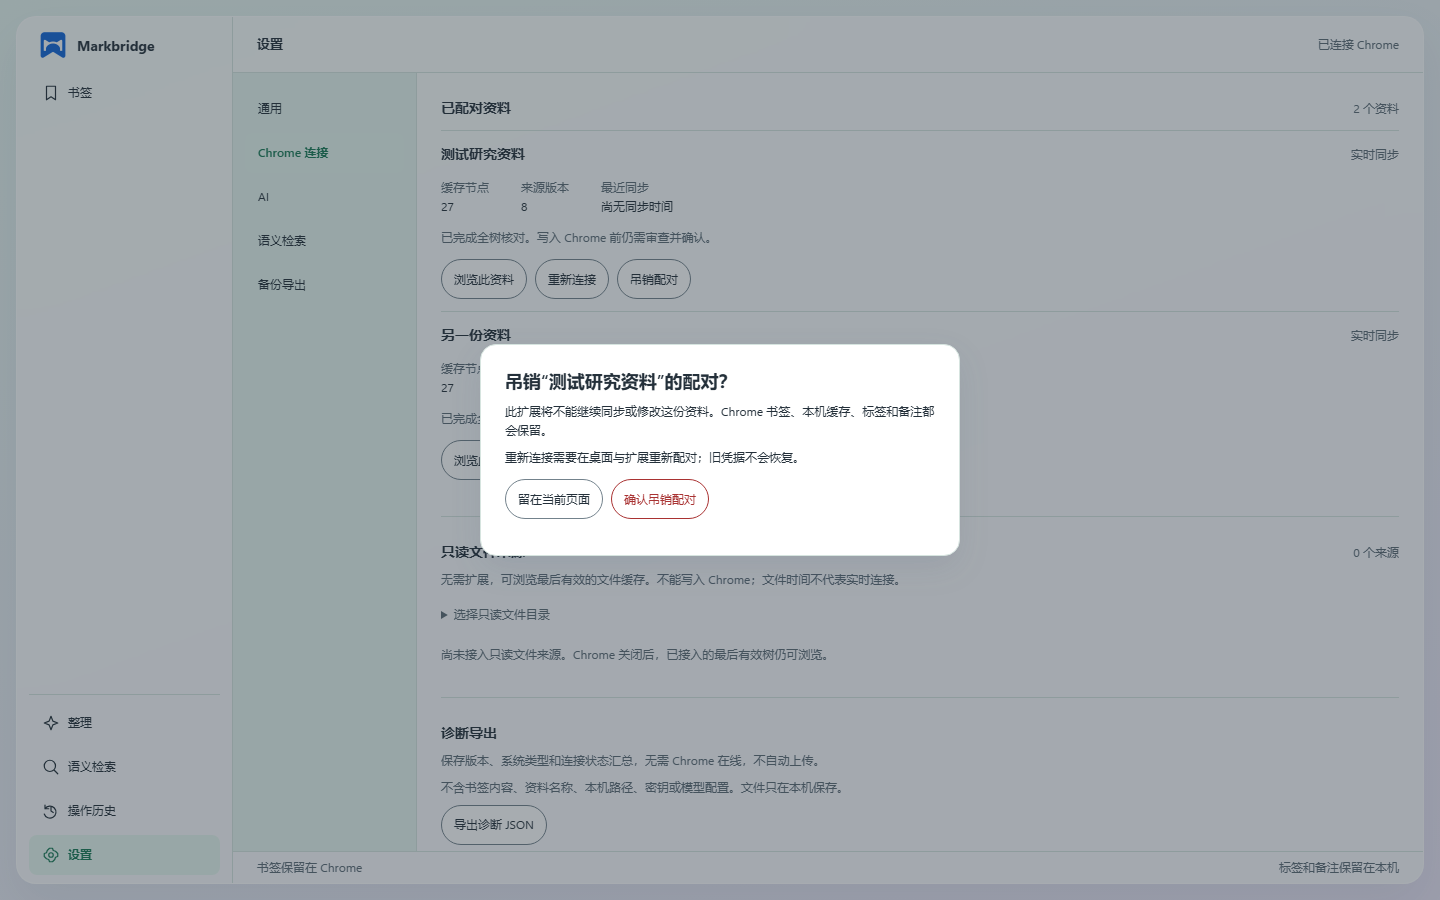 Markbridge
书签
整理
语义检索
操作历史
设置
设置
已连接 Chrome
通用
Chrome 连接
AI
语义检索
备份导出
已配对资料
2 个资料
测试研究资料
实时同步
缓存节点
来源版本
最近同步
27
8
尚无同步时间
已完成全树核对。写入 Chrome 前仍需审查并确认。
浏览此资料
重新连接
吊销配对
另一份资料
实时同步
缓存节点
27
已完成
浏览
吊销“测试研究资料”的配对？
此扩展将不能继续同步或修改这份资料。Chrome 书签、本机缓存、标签和备注都
会保留。
重新连接需要在桌面与扩展重新配对；旧凭据不会恢复。
留在当前页面
确认吊销配对
只读文
0 个来源
无需扩展，可浏览最后有效的文件缓存。不能写入 Chrome；文件时间不代表实时连接。
选择只读文件目录
尚未接入只读文件来源。Chrome 关闭后，已接入的最后有效树仍可浏览。
诊断导出
保存版本、系统类型和连接状态汇总，无需 Chrome 在线，不自动上传。
不含书签内容、资料名称、本机路径、密钥或模型配置。文件只在本机保存。
导出诊断 JSON
书签保留在 Chrome
标签和备注保留在本机